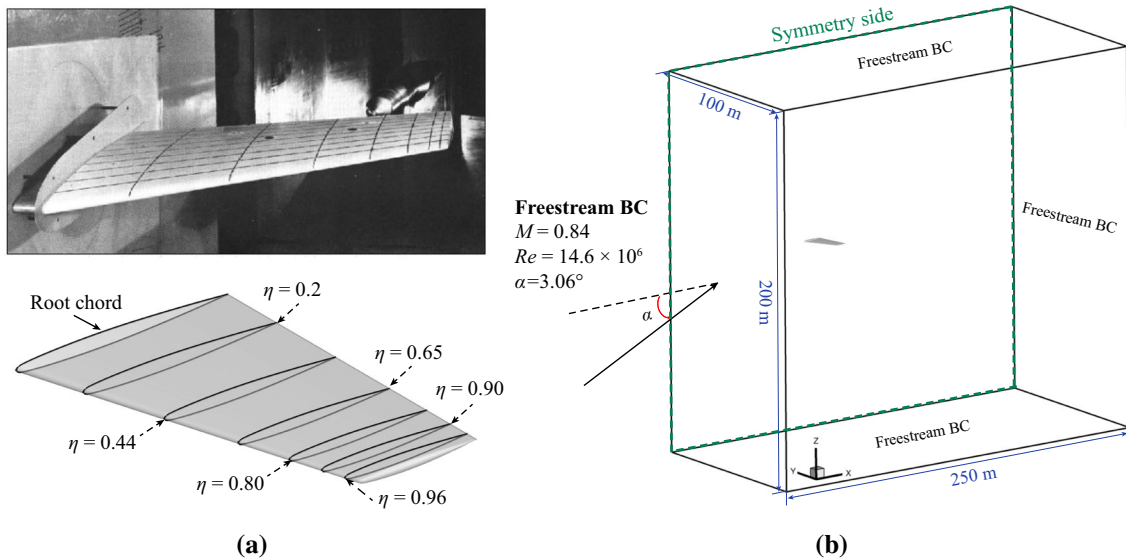 Root chord
η = 0.2
η = 0.65
η = 0.90
η = 0.44
η = 0.80
η = 0.96
(a)
Symmetry side
Freestream BC
100 m
Freestream BC
M = 0.84
Re = 14.6 × 10⁶
α=3.06°
α
200 m
Freestream BC
Freestream BC
Z
Y
X
250 m
(b)